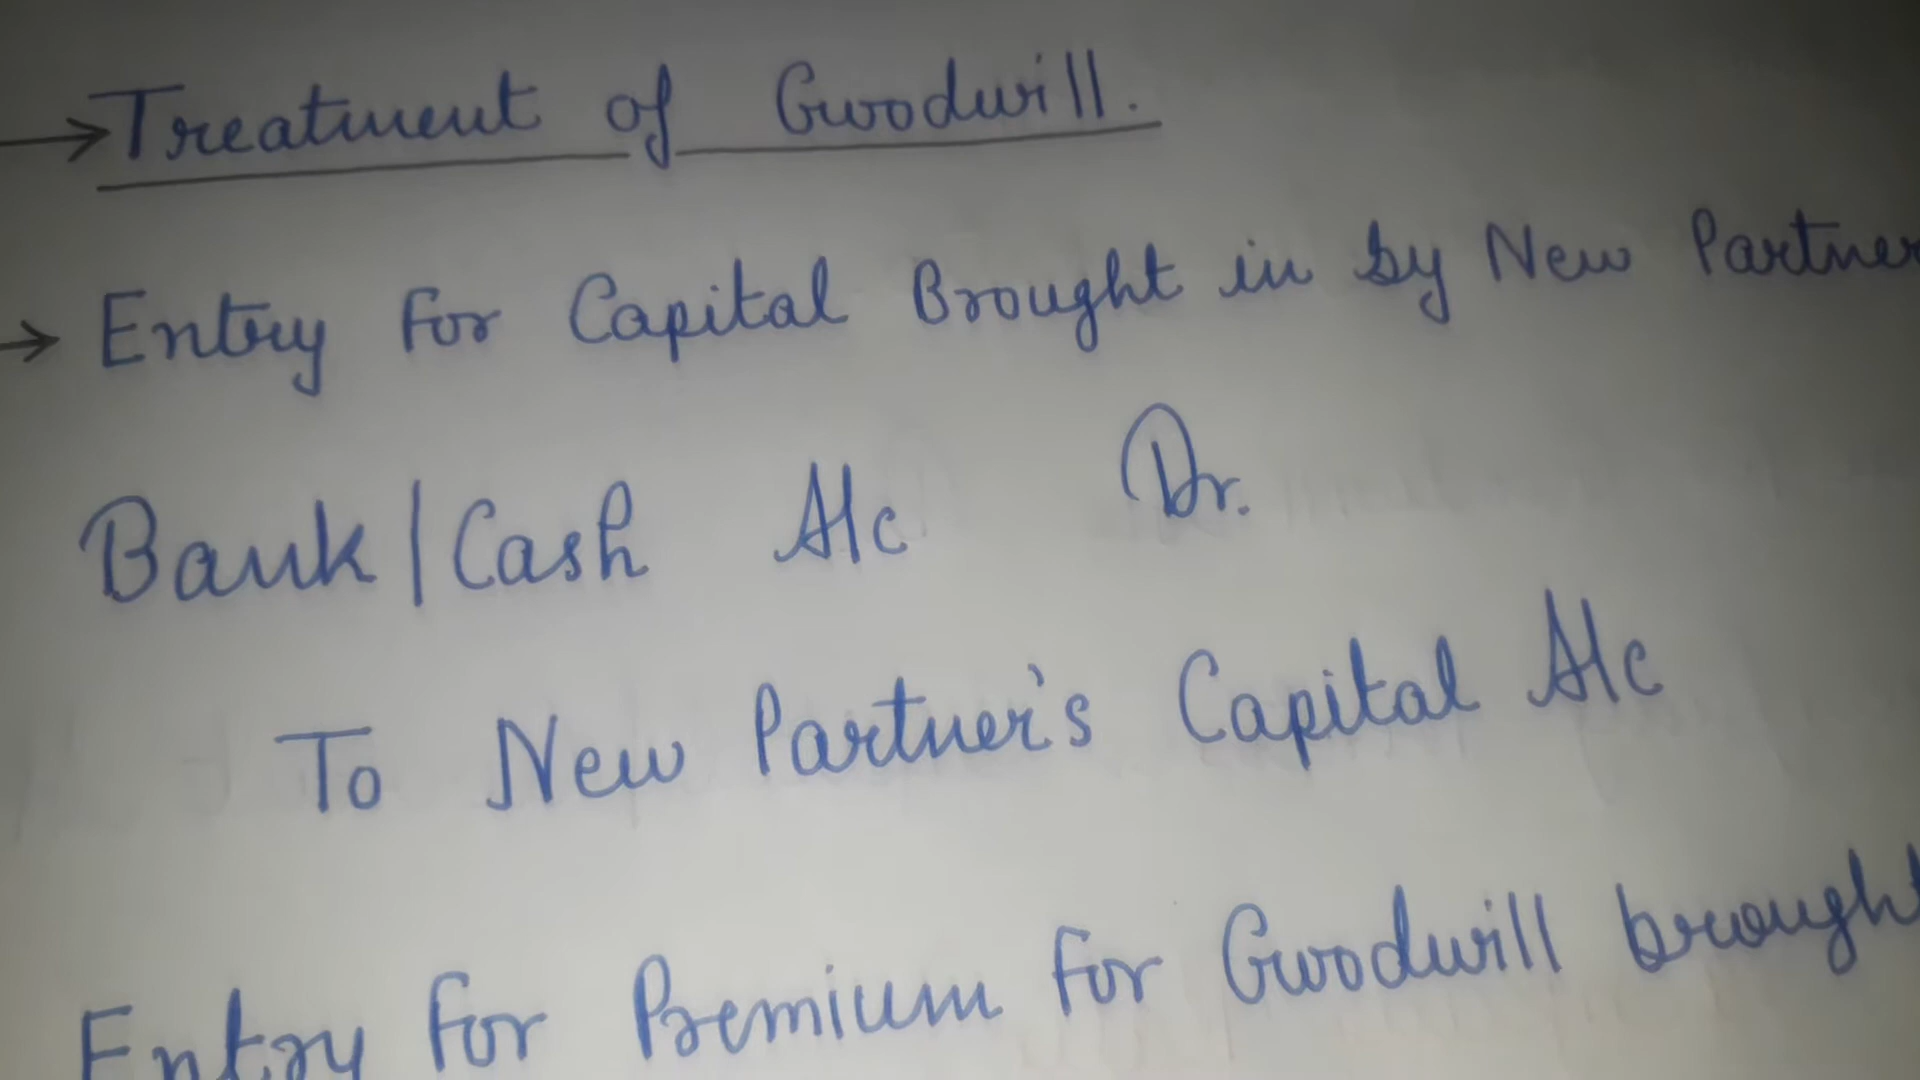 →Treatment of Goodwill.
→ Entry For Capital Brought in by New Partner
Bank/Cash A/c Dr.
To New Partner's Capital A/c
Entry For Premium For Goodwill brought